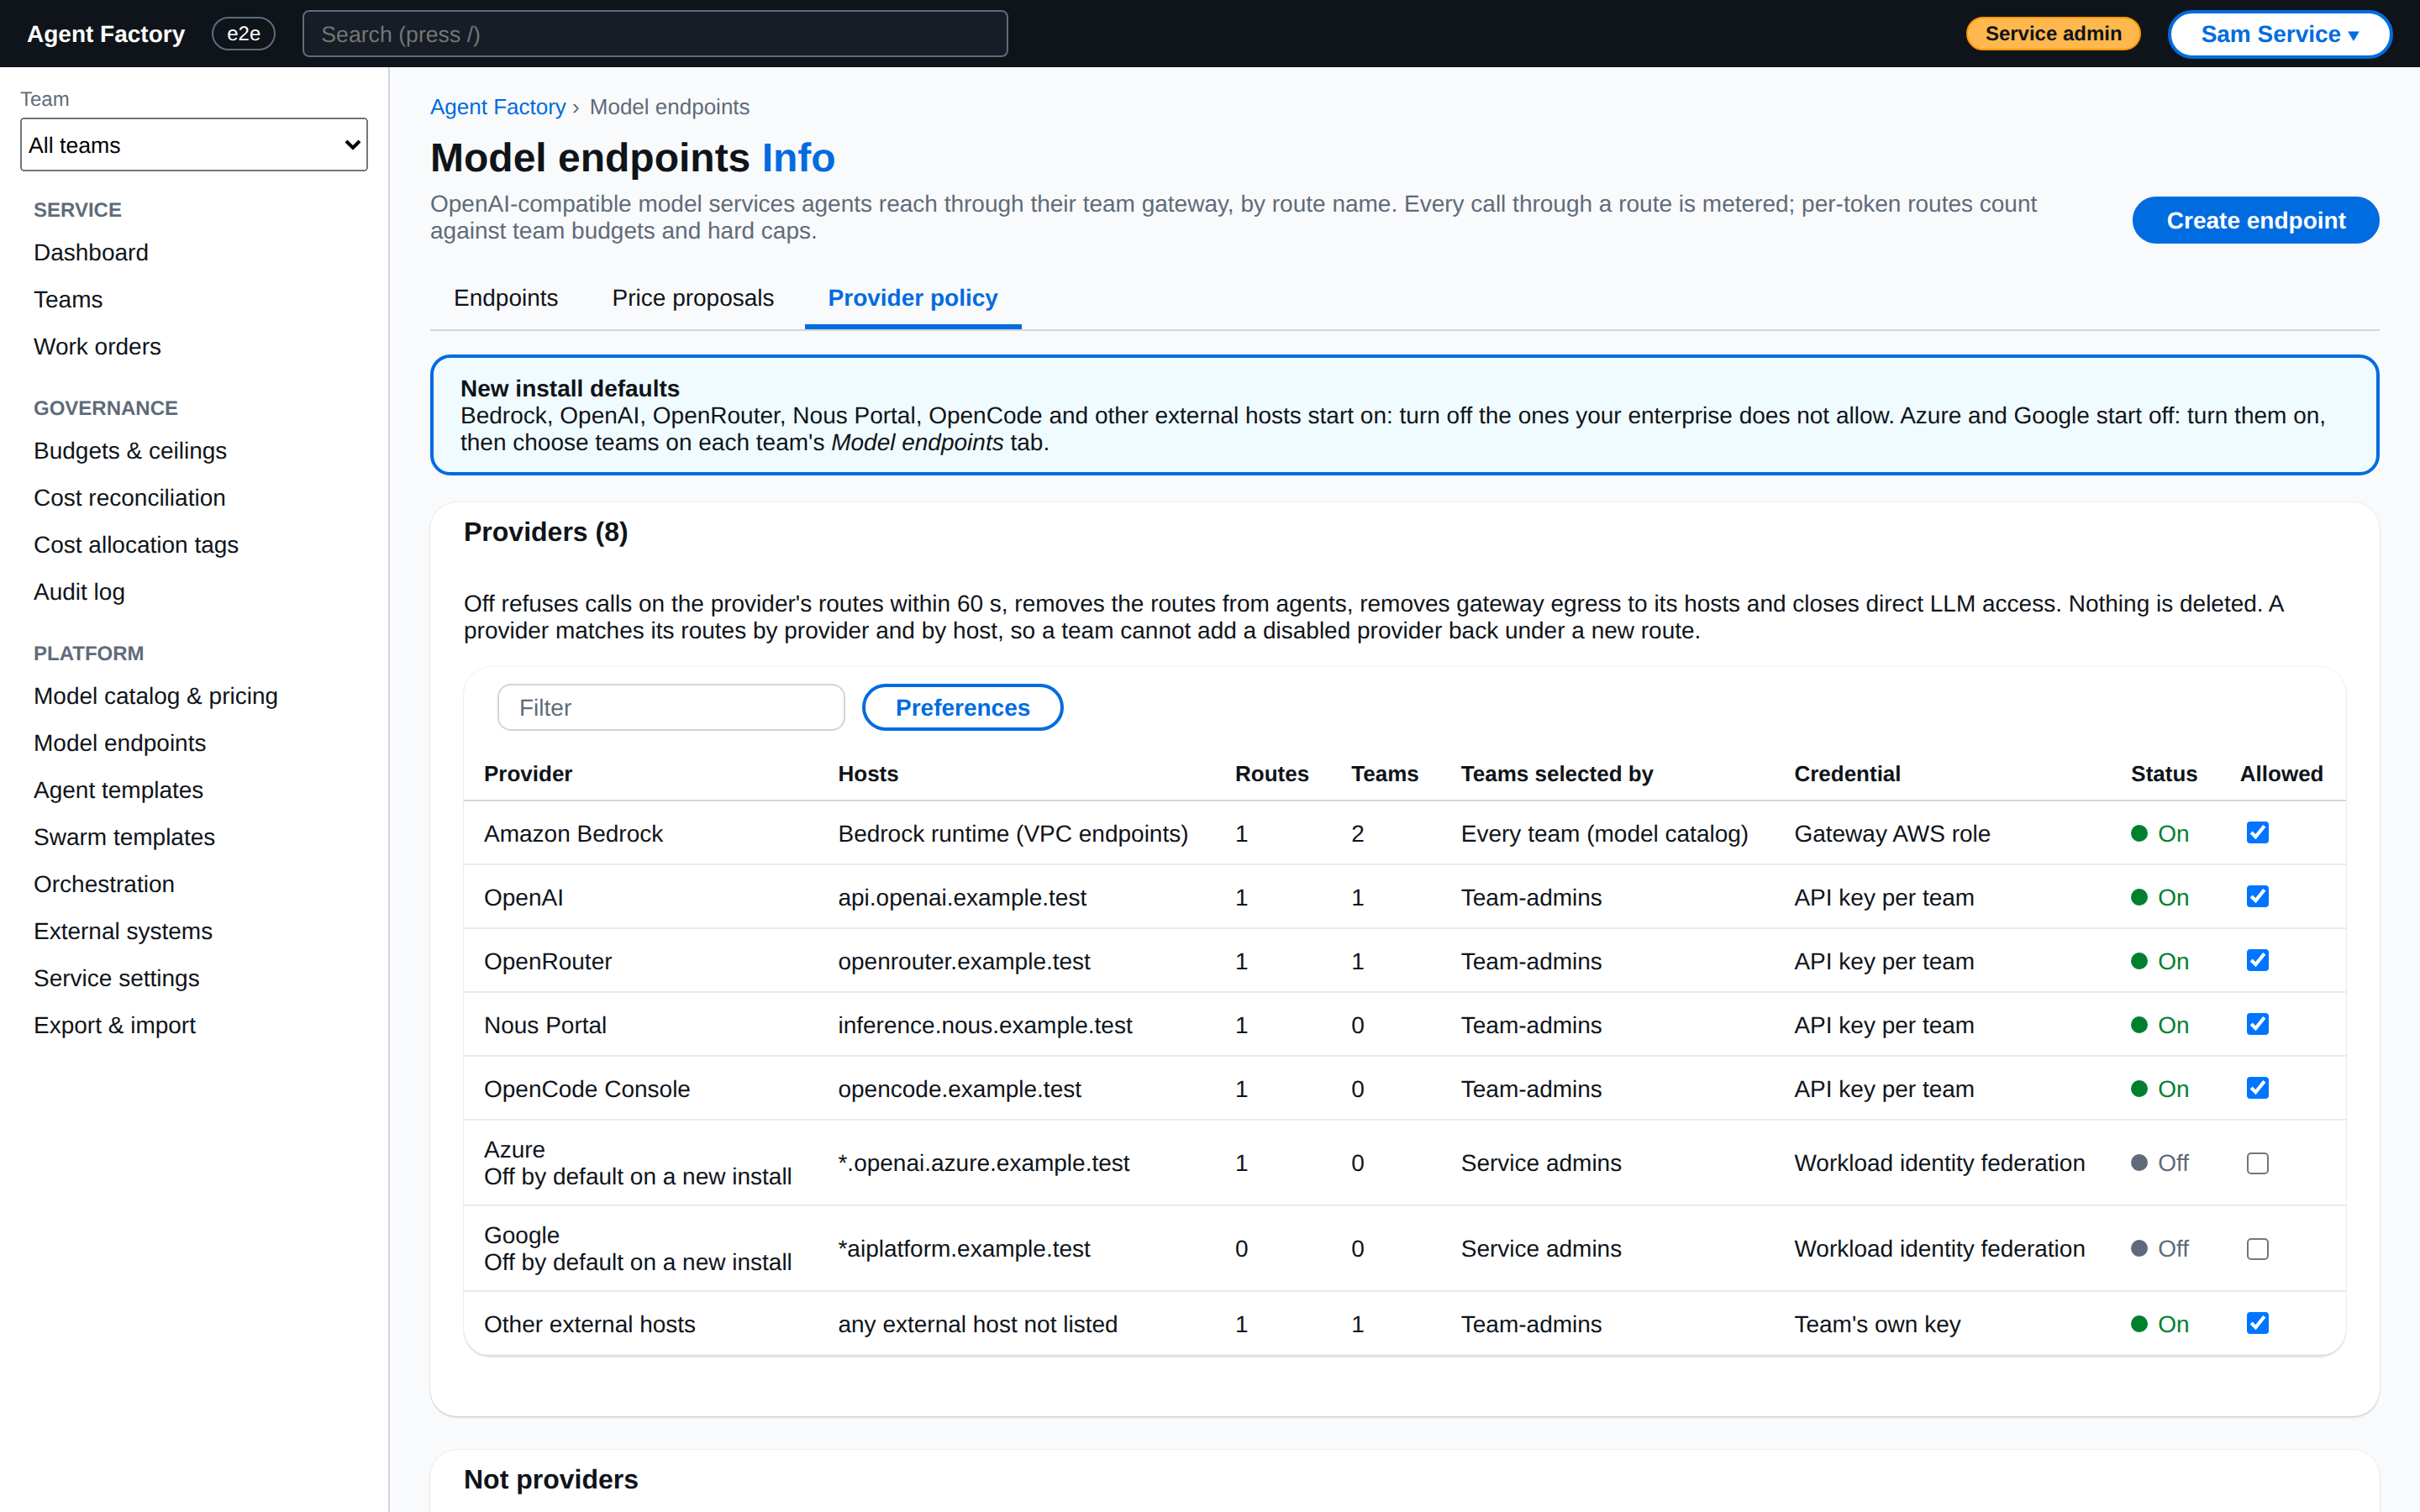 Agent Factory
e2e
Search (press /)
Service admin
Sam Service ▾
Team
All teams
SERVICE
Dashboard
Teams
Work orders
GOVERNANCE
Budgets & ceilings
Cost reconciliation
Cost allocation tags
Audit log
PLATFORM
Model catalog & pricing
Model endpoints
Agent templates
Swarm templates
Orchestration
External systems
Service settings
Export & import
Agent Factory › Model endpoints
Model endpoints Info
OpenAI-compatible model services agents reach through their team gateway, by route name. Every call through a route is metered; per-token routes count
against team budgets and hard caps.
Create endpoint
Endpoints Price proposals Provider policy
New install defaults
Bedrock, OpenAI, OpenRouter, Nous Portal, OpenCode and other external hosts start on: turn off the ones your enterprise does not allow. Azure and Google start off: turn them on,
then choose teams on each team's Model endpoints tab.
Providers (8)
Off refuses calls on the provider's routes within 60 s, removes the routes from agents, removes gateway egress to its hosts and closes direct LLM access. Nothing is deleted. A
provider matches its routes by provider and by host, so a team cannot add a disabled provider back under a new route.
Filter
Preferences
Provider Hosts Routes Teams Teams selected by Credential Status Allowed
Amazon Bedrock Bedrock runtime (VPC endpoints) 1 2 Every team (model catalog) Gateway AWS role On
OpenAI api.openai.example.test 1 1 Team-admins API key per team On
OpenRouter openrouter.example.test 1 1 Team-admins API key per team On
Nous Portal inference.nous.example.test 1 0 Team-admins API key per team On
OpenCode Console opencode.example.test 1 0 Team-admins API key per team On
Azure
Off by default on a new install
*.openai.azure.example.test 1 0 Service admins Workload identity federation Off
Google
Off by default on a new install
*aiplatform.example.test 0 0 Service admins Workload identity federation Off
Other external hosts any external host not listed 1 1 Team-admins Team's own key On
Not providers